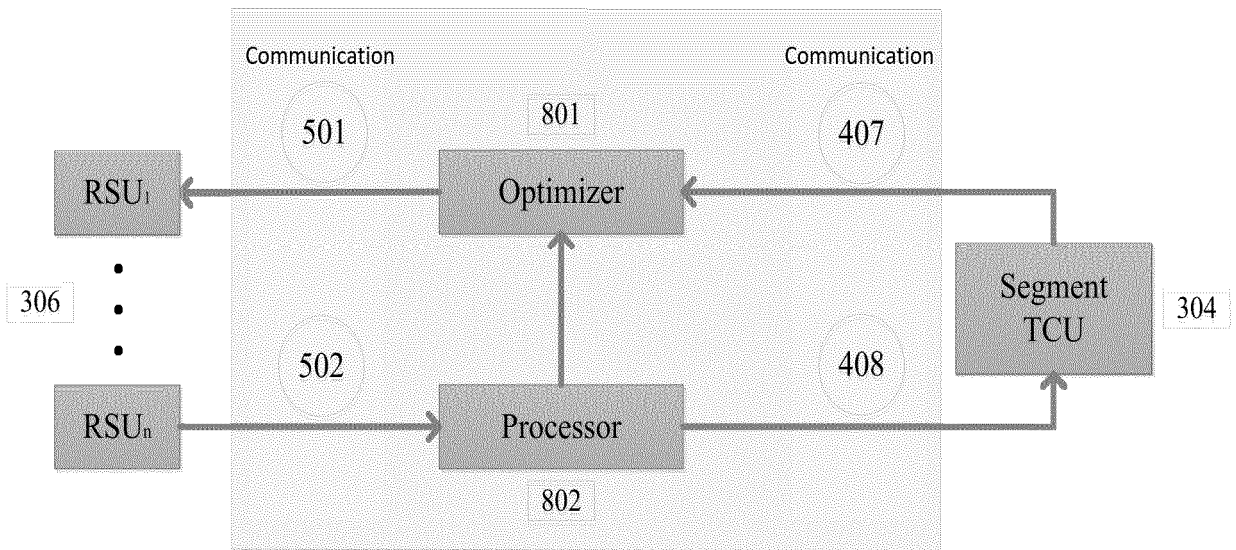 Communication
Communication
501
801
407
RSU1
Optimizer
306
Segment
TCU
304
502
408
RSUn
Processor
802